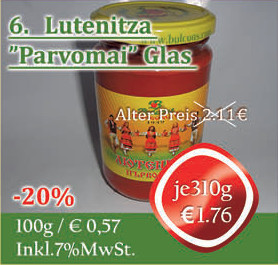 6. Lutenitza
"Parvomai" Glas
www.bulcons.
Alter Preis 2.11€
-20%
je310g
€1.76
100g / € 0,57
Inkl.7%MwSt.